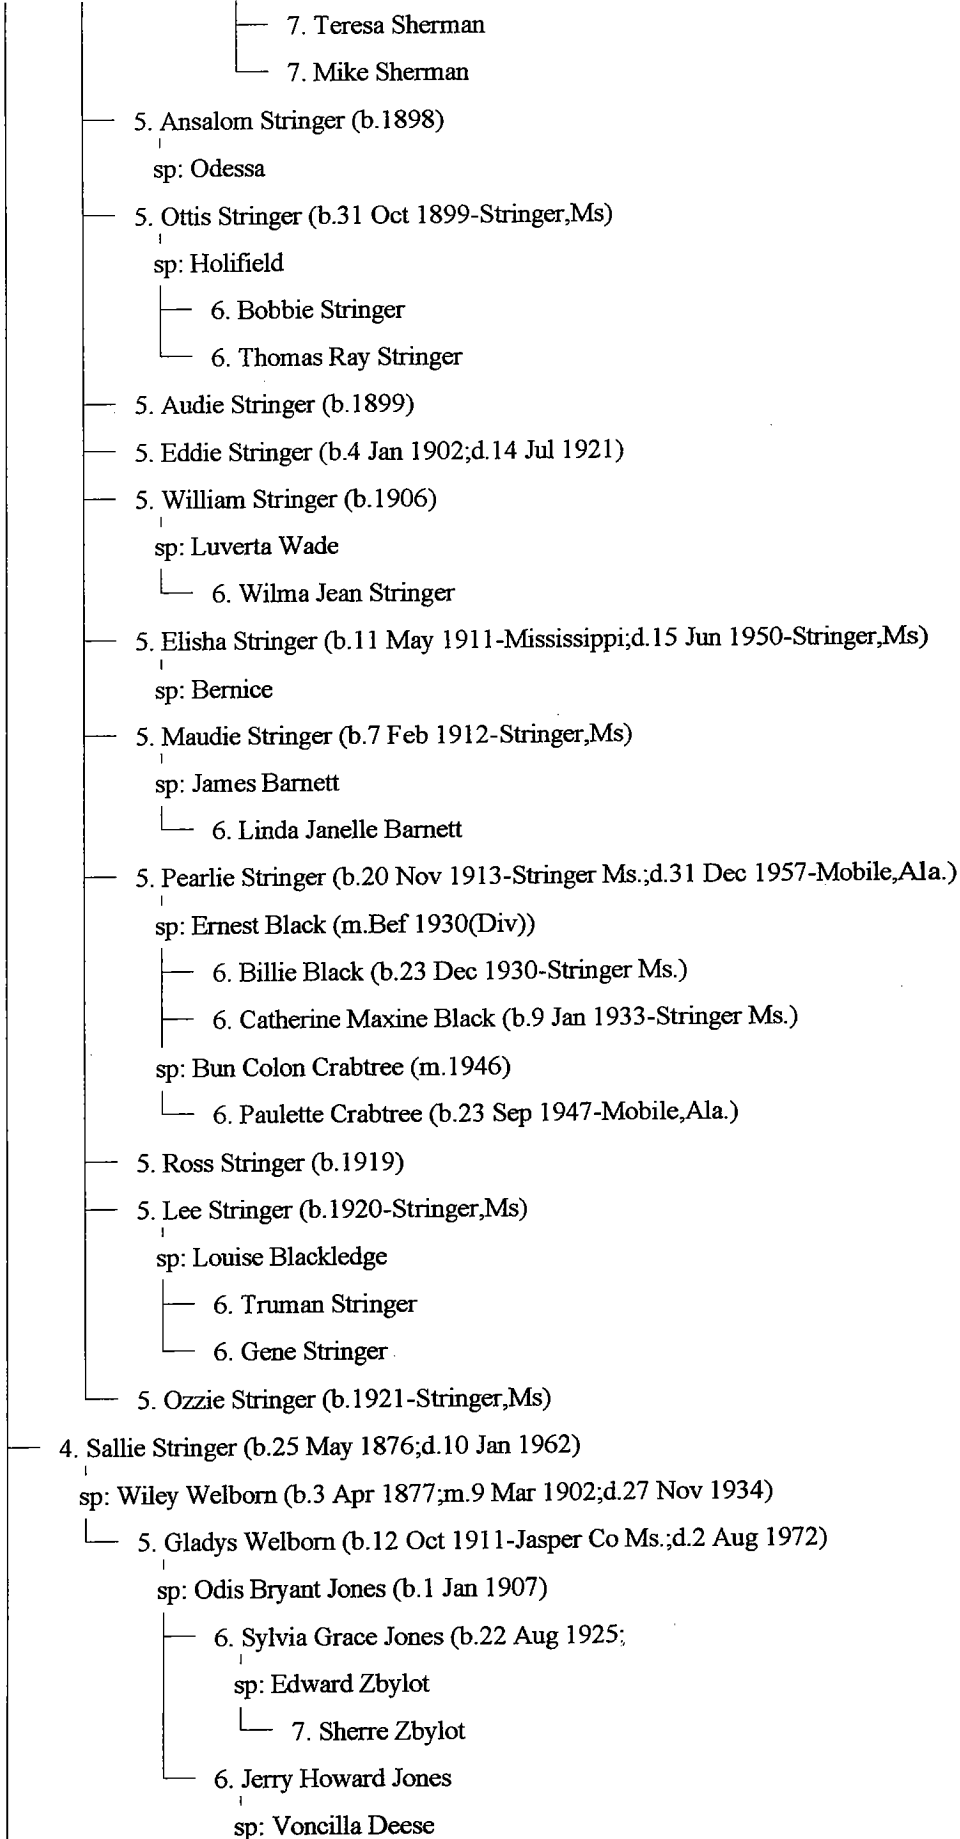 7. Teresa Sherman
7. Mike Sherman
5. Ansalom Stringer (b.1898)
sp: Odessa
5. Ottis Stringer (b.31 Oct 1899-Stringer,Ms)
sp: Holifield
6. Bobbie Stringer
6. Thomas Ray Stringer
5. Audie Stringer (b.1899)
5. Eddie Stringer (b.4 Jan 1902;d.14 Jul 1921)
5. William Stringer (b.1906)
sp: Luverta Wade
6. Wilma Jean Stringer
5. Elisha Stringer (b.11 May 1911-Mississippi;d.15 Jun 1950-Stringer,Ms)
sp: Bernice
5. Maudie Stringer (b.7 Feb 1912-Stringer,Ms)
sp: James Barnett
6. Linda Janelle Barnett
5. Pearlie Stringer (b.20 Nov 1913-Stringer Ms.;d.31 Dec 1957-Mobile,Ala.)
sp: Ernest Black (m.Bef 1930(Div))
6. Billie Black (b.23 Dec 1930-Stringer Ms.)
6. Catherine Maxine Black (b.9 Jan 1933-Stringer Ms.)
sp: Bun Colon Crabtree (m.1946)
6. Paulette Crabtree (b.23 Sep 1947-Mobile,Ala.)
5. Ross Stringer (b.1919)
5. Lee Stringer (b.1920-Stringer,Ms)
sp: Louise Blackledge
6. Truman Stringer
6. Gene Stringer
5. Ozzie Stringer (b.1921-Stringer,Ms)
4. Sallie Stringer (b.25 May 1876;d.10 Jan 1962)
sp: Wiley Welborn (b.3 Apr 1877;m.9 Mar 1902;d.27 Nov 1934)
5. Gladys Welborn (b.12 Oct 1911-Jasper Co Ms.;d.2 Aug 1972)
sp: Odis Bryant Jones (b.1 Jan 1907)
6. Sylvia Grace Jones (b.22 Aug 1925;
sp: Edward Zbylot
7. Sherre Zbylot
6. Jerry Howard Jones
sp: Voncilla Deese